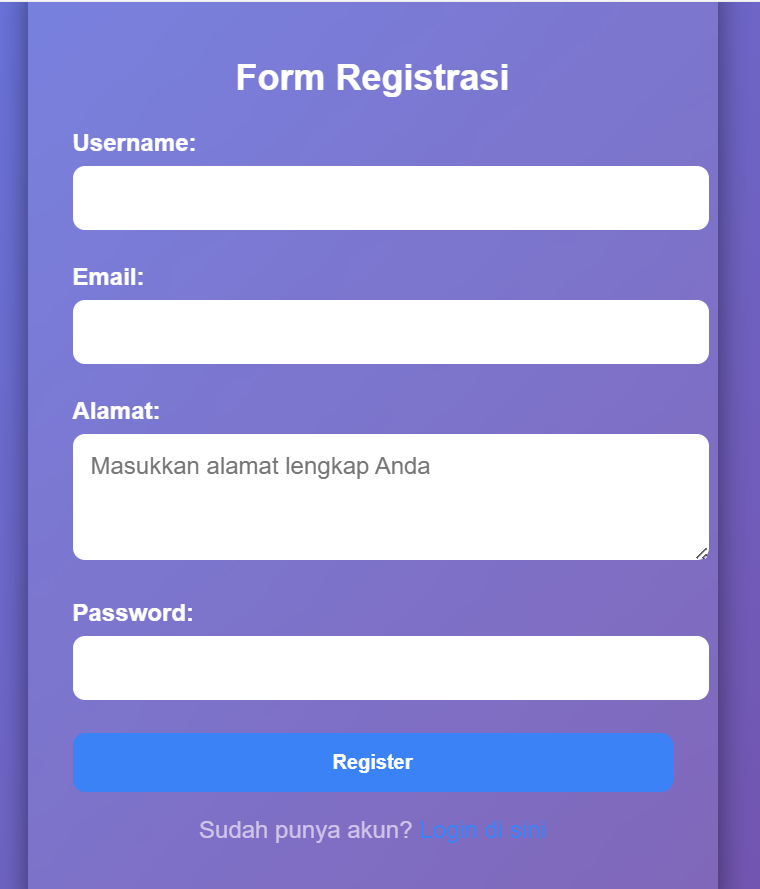 Form Registrasi
Username:
Email:
Alamat:
Masukkan alamat lengkap Anda
Password:
Register
Sudah punya akun? Login di sini